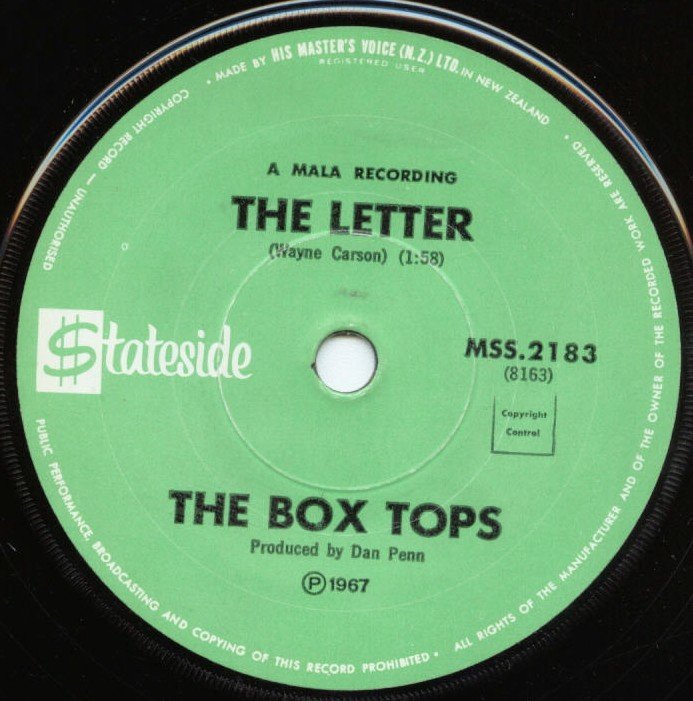 • MADE BY HIS MASTER'S VOICE (N.Z.) LTD. IN NEW ZEALAND •
REGISTERED USER
A MALA RECORDING
THE LETTER
(Wayne Carson) (1:58)
$tateside
MSS.2183
(8163)
Copyright
Control
THE BOX TOPS
Produced by Dan Penn
Ⓟ 1967
ALL RIGHTS OF THE MANUFACTURER AND OF THE OWNER OF THE RECORDED WORK ARE RESERVED
COPYRIGHT RECORD — UNAUTHORISED
PUBLIC PERFORMANCE, BROADCASTING AND COPYING OF THIS RECORD PROHIBITED •